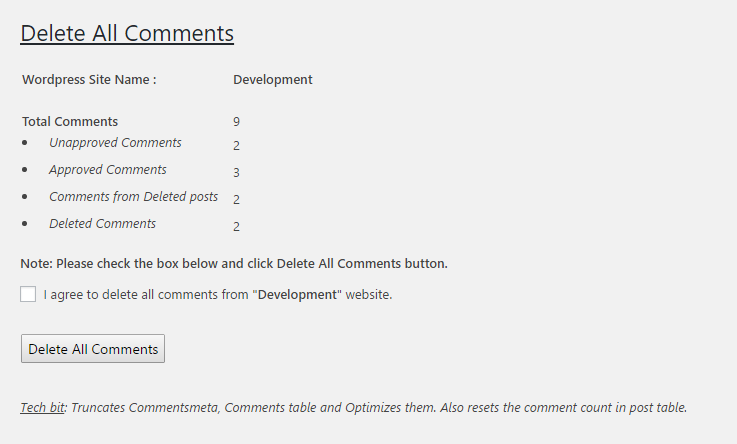 Delete All Comments
Wordpress Site Name : Development
Total Comments 9
• Unapproved Comments 2
• Approved Comments 3
• Comments from Deleted posts 2
• Deleted Comments 2
Note: Please check the box below and click Delete All Comments button.
I agree to delete all comments from "Development" website.
Delete All Comments
Tech bit: Truncates Commentsmeta, Comments table and Optimizes them. Also resets the comment count in post table.